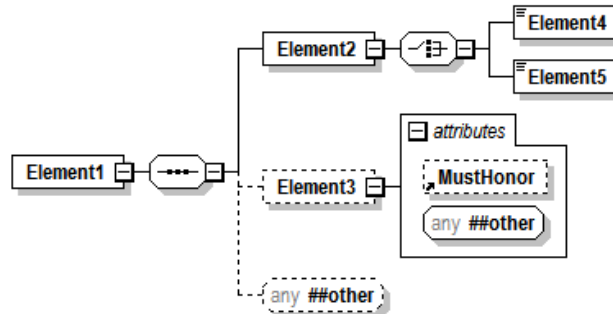 Element4
Element2
Element5
attributes
Element1
Element3
MustHonor
any ##other
any ##other